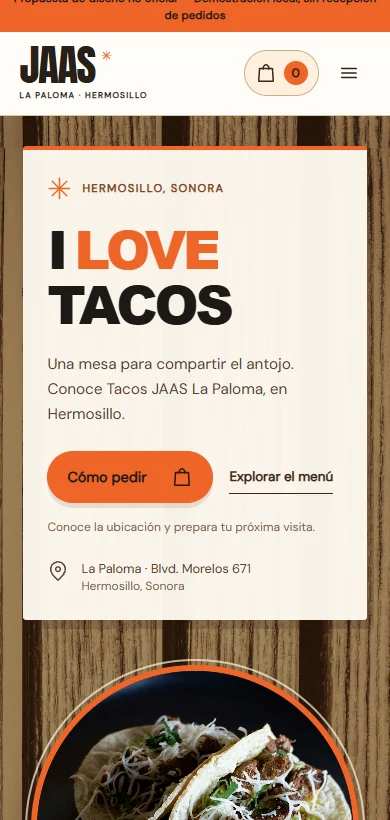 Propuesta de diseño no oficial — Demostración local, sin recepción
de pedidos
JAAS
LA PALOMA · HERMOSILLO
0
HERMOSILLO, SONORA
I LOVE
TACOS
Una mesa para compartir el antojo.
Conoce Tacos JAAS La Paloma, en
Hermosillo.
Cómo pedir
Explorar el menú
Conoce la ubicación y prepara tu próxima visita.
La Paloma · Blvd. Morelos 671
Hermosillo, Sonora